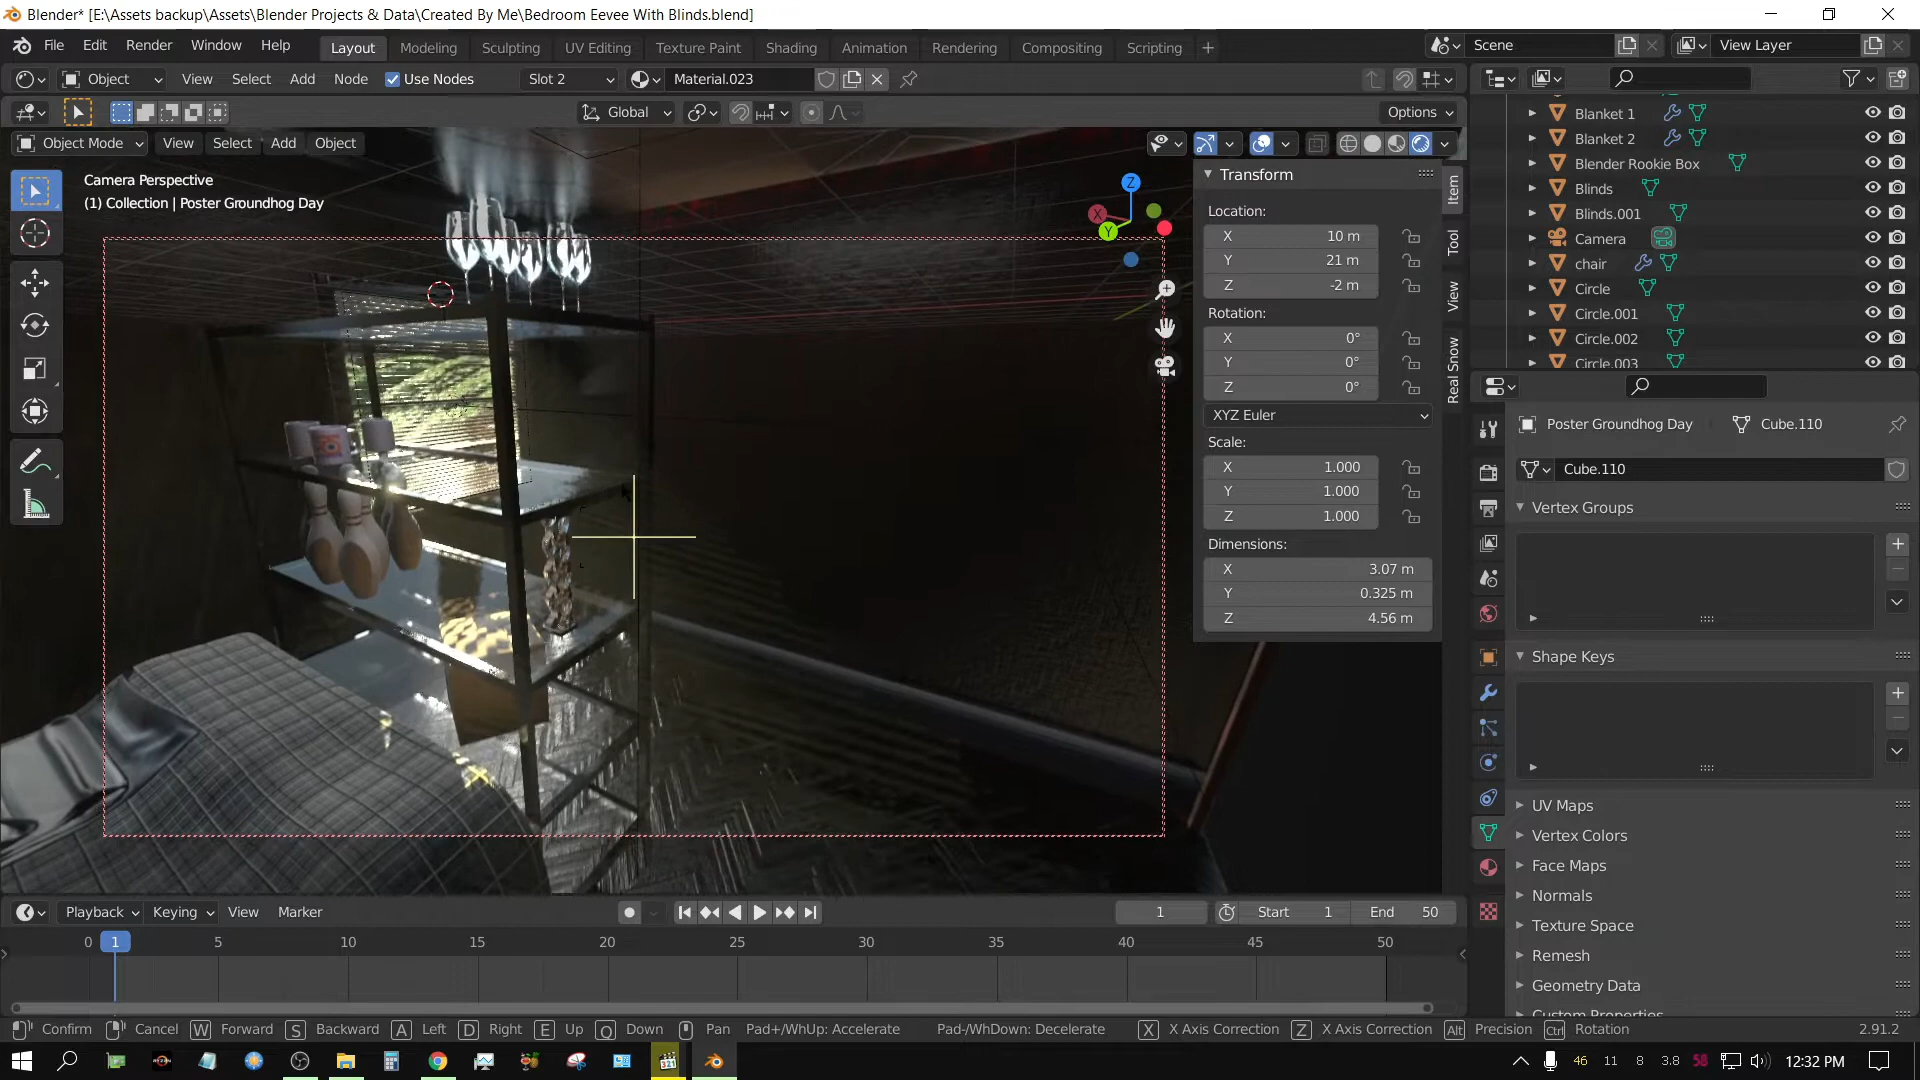 Blender* [E:\Assets backup\Assets\Blender Projects & Data\Created By Me\Bedroom Eevee With Blinds.blend]
File Edit Render Window Help Layout Modeling Sculpting UV Editing Texture Paint Shading Animation Rendering Compositing Scripting + Scene View Layer
Object View Select Add Node Use Nodes Slot 2 Material.023
Global Options
Object Mode View Select Add Object
Camera Perspective
(1) Collection | Poster Groundhog Day
Z
X
Y
Transform
Location:
X 10 m
Y 21 m
Z -2 m
Rotation:
X 0°
Y 0°
Z 0°
XYZ Euler
Scale:
X 1.000
Y 1.000
Z 1.000
Dimensions:
X 3.07 m
Y 0.325 m
Z 4.56 m
Item
Tool
View
Real Snow
Blanket 1
Blanket 2
Blender Rookie Box
Blinds
Blinds.001
Camera
chair
Circle
Circle.001
Circle.002
Circle.003
Poster Groundhog Day Cube.110
Cube.110
Vertex Groups
Shape Keys
UV Maps
Vertex Colors
Face Maps
Normals
Texture Space
Remesh
Geometry Data
Custom Properties
Playback Keying View Marker 1 Start 1 End 50
0 1 5 10 15 20 25 30 35 40 45 50
Confirm Cancel W Forward S Backward A Left D Right E Up Q Down Pan Pad+/WhUp: Accelerate Pad-/WhDown: Decelerate X X Axis Correction Z X Axis Correction Alt Precision Ctrl Rotation 2.91.2
46 11 8 3.8 58 12:32 PM